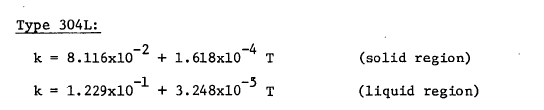 Type 304L:
k = 8.116x10⁻² + 1.618x10⁻⁴ T (solid region)
k = 1.229x10⁻¹ + 3.248x10⁻⁵ T (liquid region)